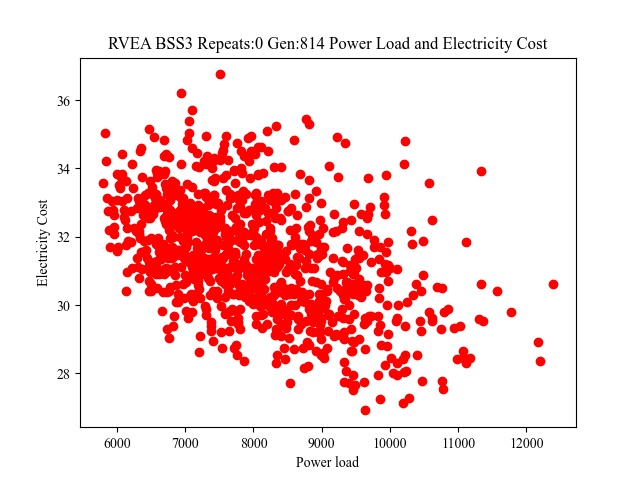 RVEA BSS3 Repeats:0 Gen:814 Power Load and Electricity Cost
36
34
32
30
28
Electricity Cost
6000 7000 8000 9000 10000 11000 12000
Power load